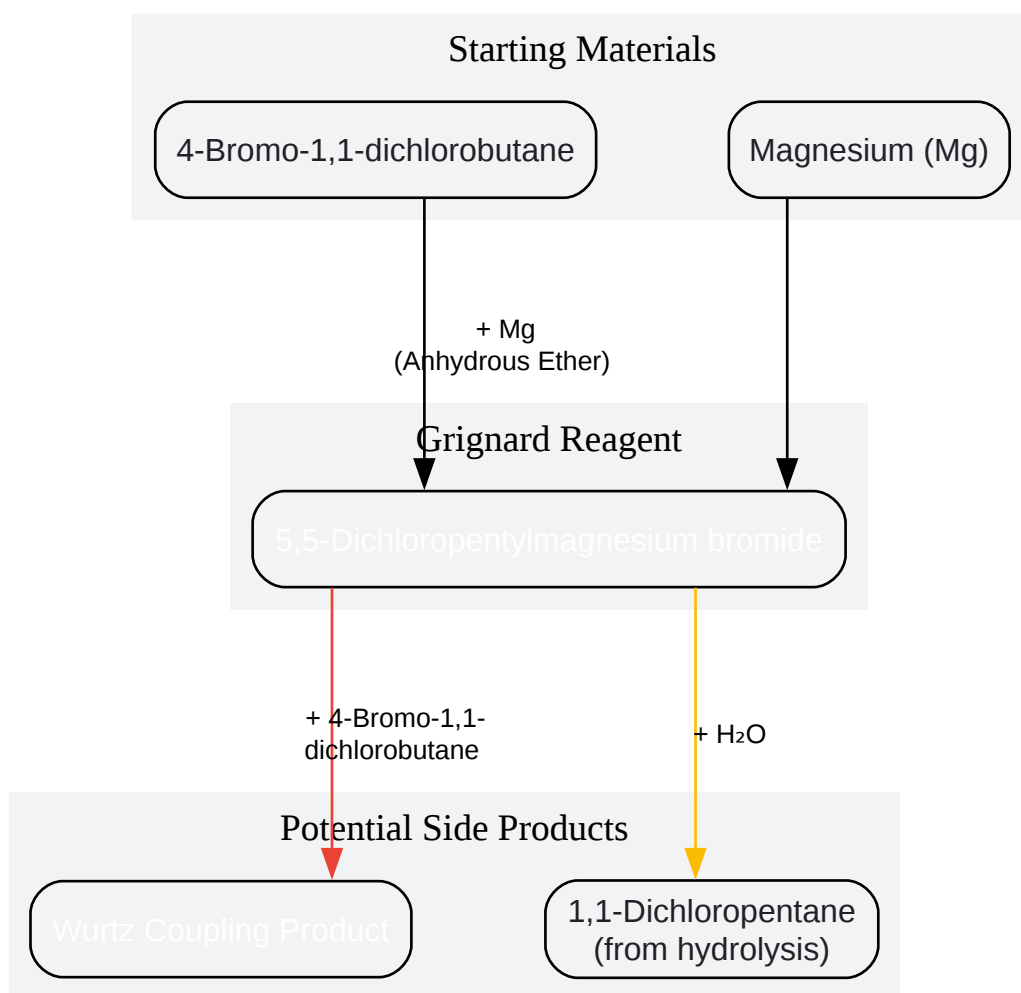 Starting Materials
4-Bromo-1,1-dichlorobutane
Magnesium (Mg)
+ Mg
(Anhydrous Ether)
Grignard Reagent
5,5-Dichloropentylmagnesium bromide
+ 4-Bromo-1,1-
dichlorobutane
+ H₂O
Potential Side Products
Wurtz Coupling Product
1,1-Dichloropentane
(from hydrolysis)